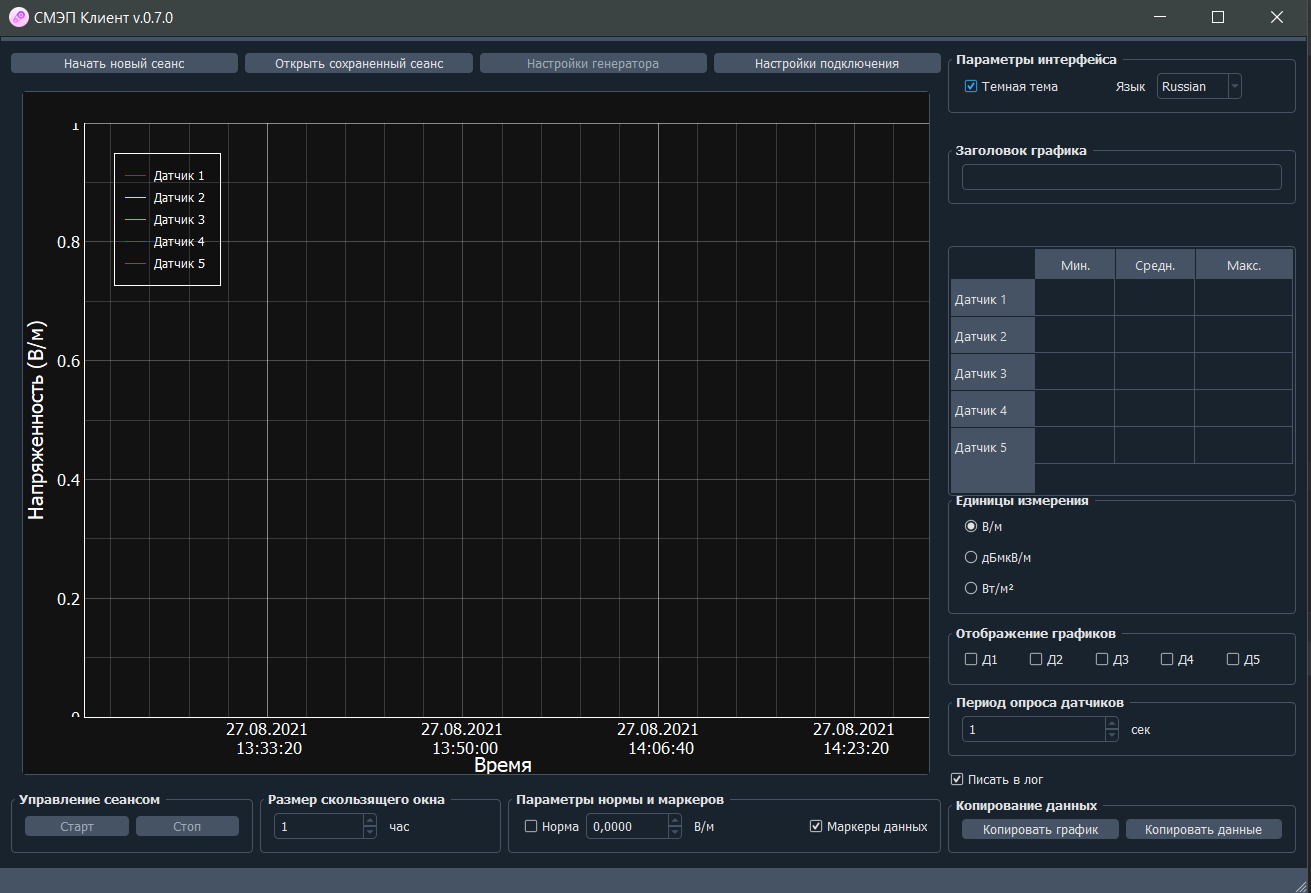 СМЭП Клиент v.0.7.0
Начать новый сеанс
Открыть сохраненный сеанс
Настройки генератора
Настройки подключения
Параметры интерфейса
Темная тема
Язык
Russian
Заголовок графика
1
0.8
0.6
0.4
0.2
0
Напряженность (В/м)
Датчик 1
Датчик 2
Датчик 3
Датчик 4
Датчик 5
27.08.2021
13:33:20
27.08.2021
13:50:00
27.08.2021
14:06:40
27.08.2021
14:23:20
Время
Мин.
Средн.
Макс.
Датчик 1
Датчик 2
Датчик 3
Датчик 4
Датчик 5
Единицы измерения
В/м
дБмкВ/м
Вт/м²
Отображение графиков
Д1
Д2
Д3
Д4
Д5
Период опроса датчиков
1
сек
Писать в лог
Управление сеансом
Старт
Стоп
Размер скользящего окна
1
час
Параметры нормы и маркеров
Норма
0,0000
В/м
Маркеры данных
Копирование данных
Копировать график
Копировать данные